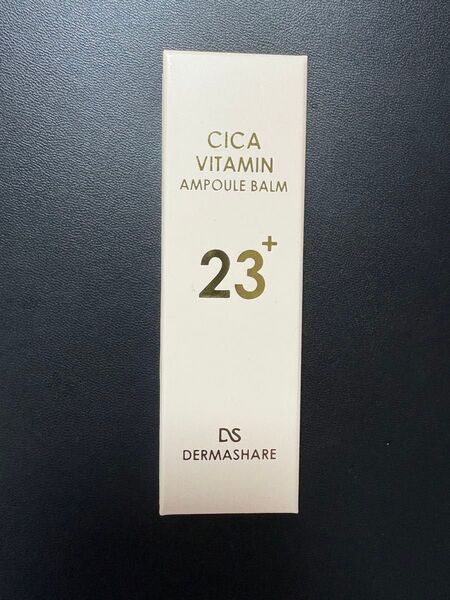 CICA
VITAMIN
AMPOULE BALM
23+
DS
DERMASHARE